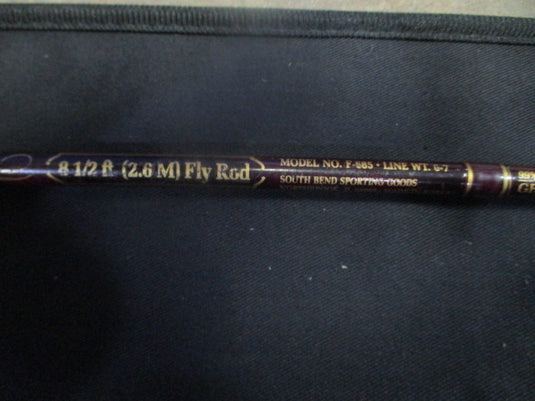 8 1/2 ft. (2.6 M) Fly Rod
MODEL NO. F-885 • LINE WT. 6-7
SOUTH BEND SPORTING GOODS